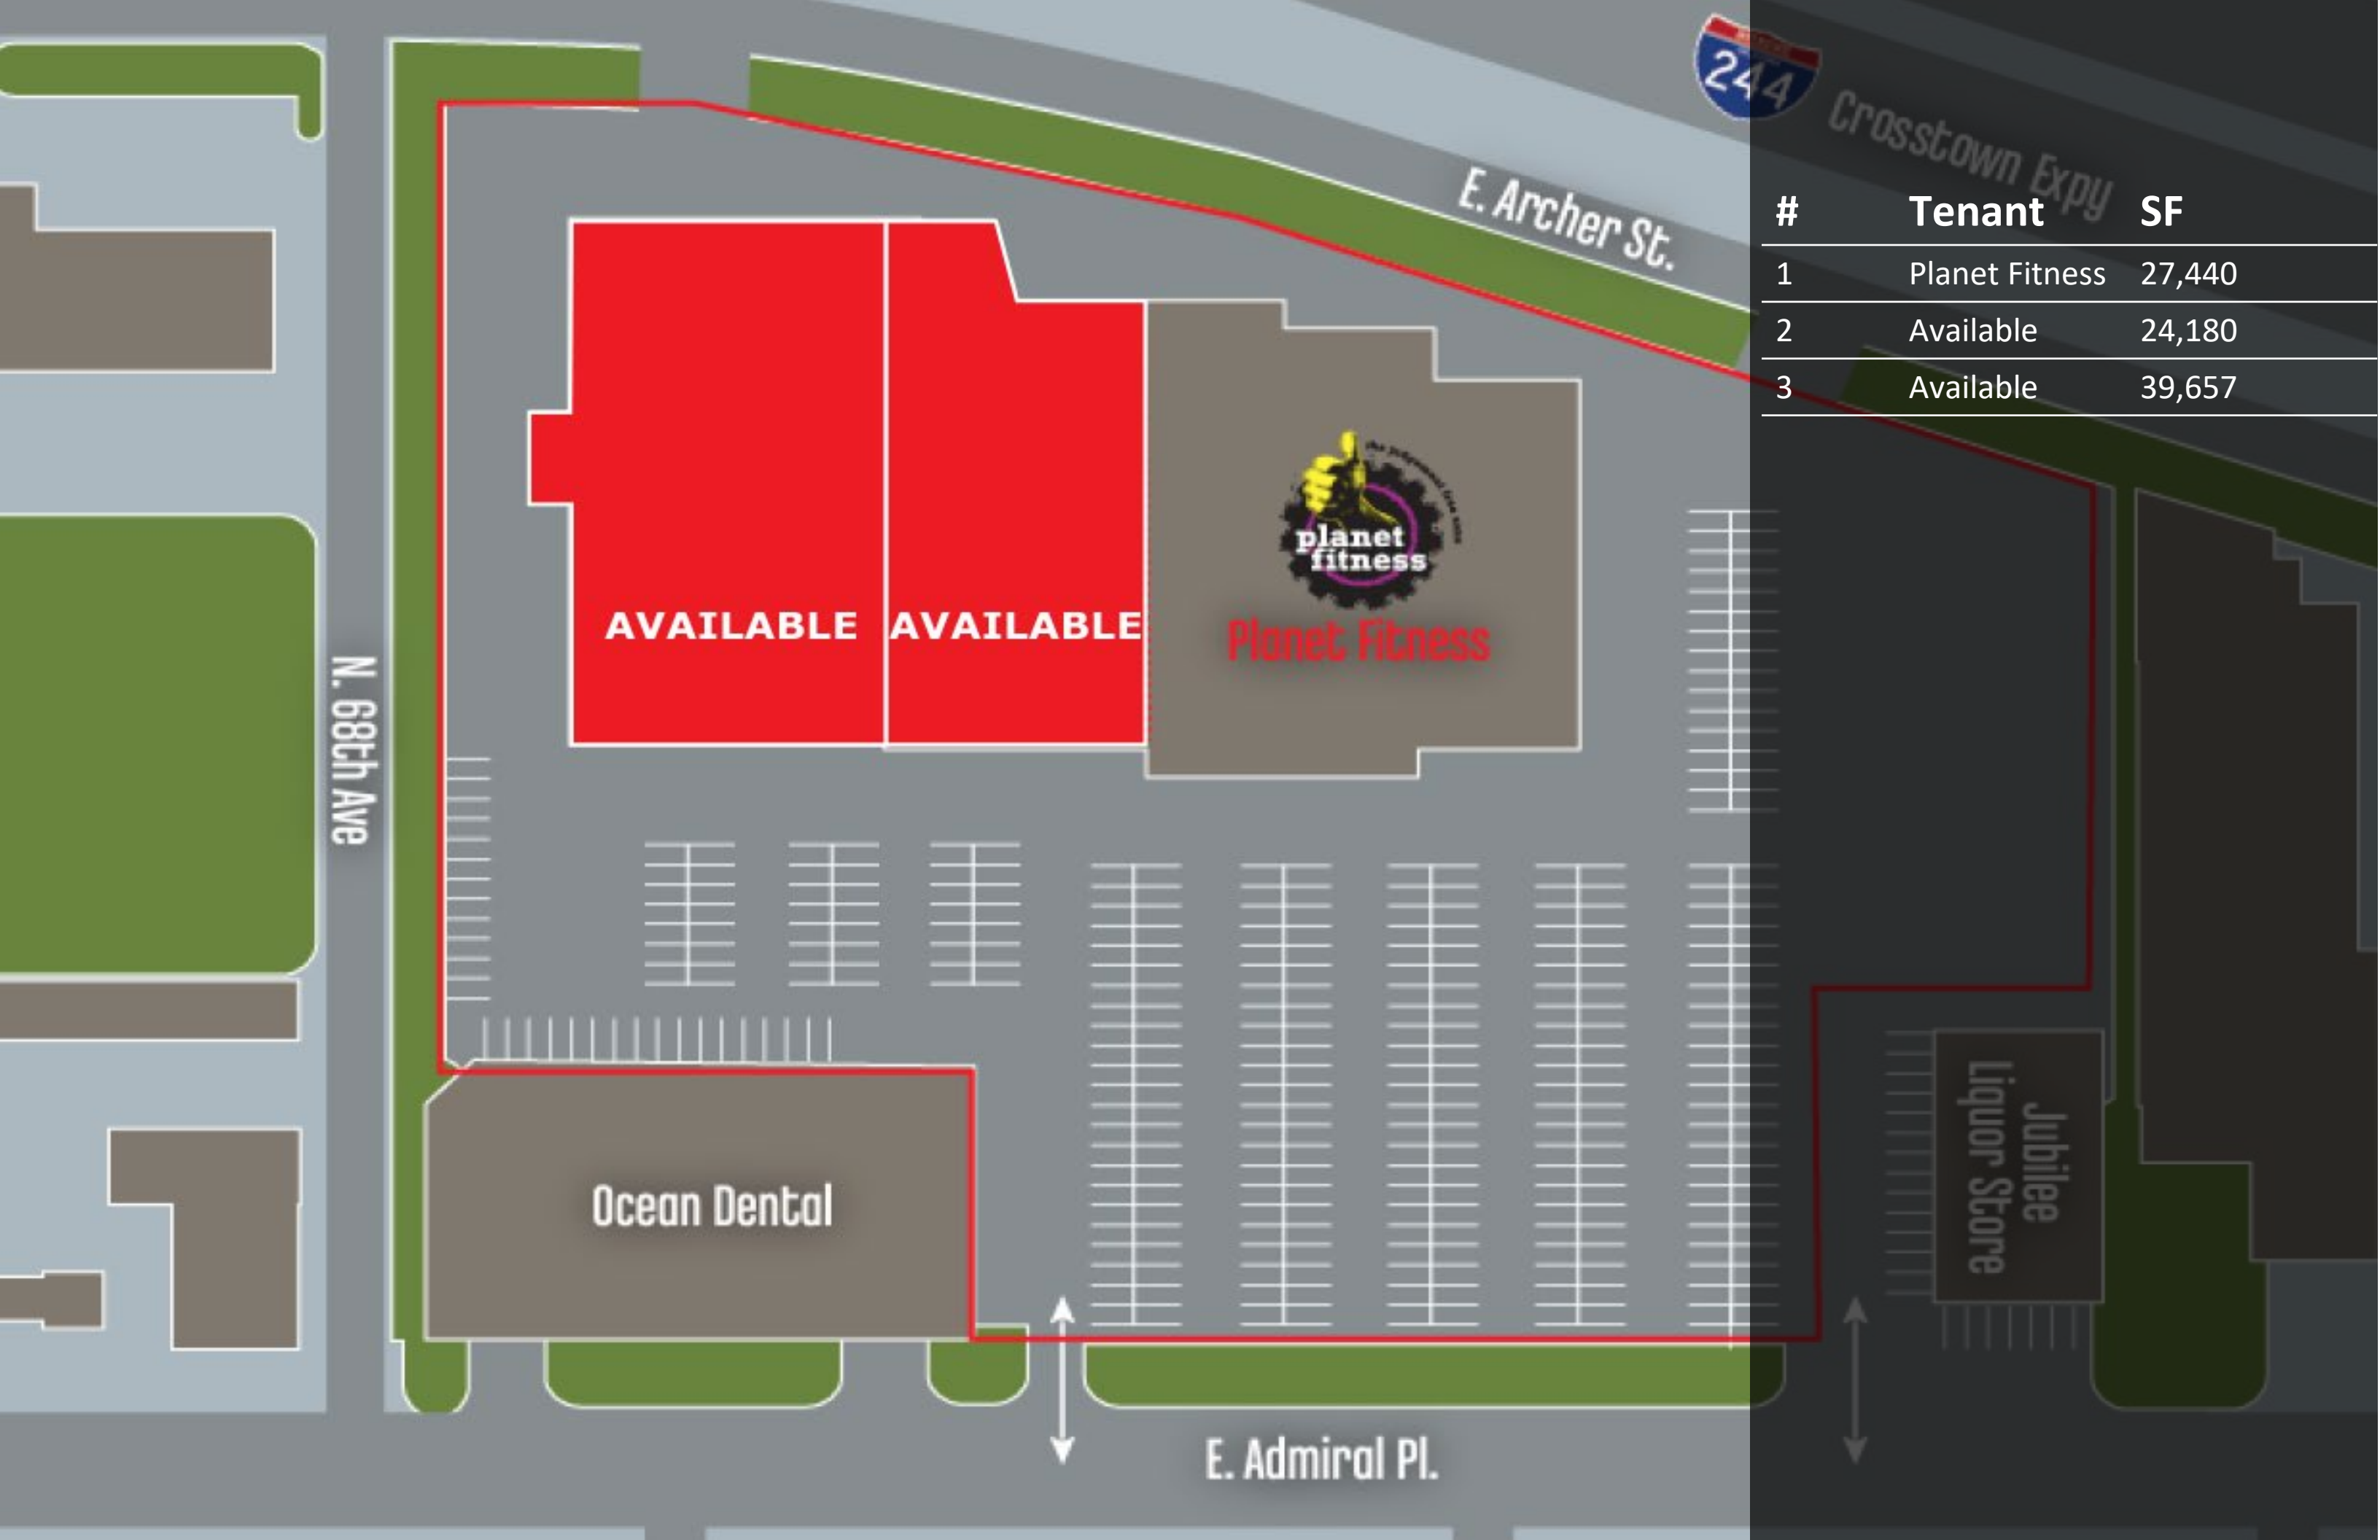 244
Crosstown Expy
E. Archer St.
# Tenant SF
1 Planet Fitness 27,440
2 Available 24,180
3 Available 39,657
planet
fitness
Planet Fitness
AVAILABLE AVAILABLE
N. 68th Ave
Ocean Dental
Jubilee
Liquor Store
E. Admiral Pl.